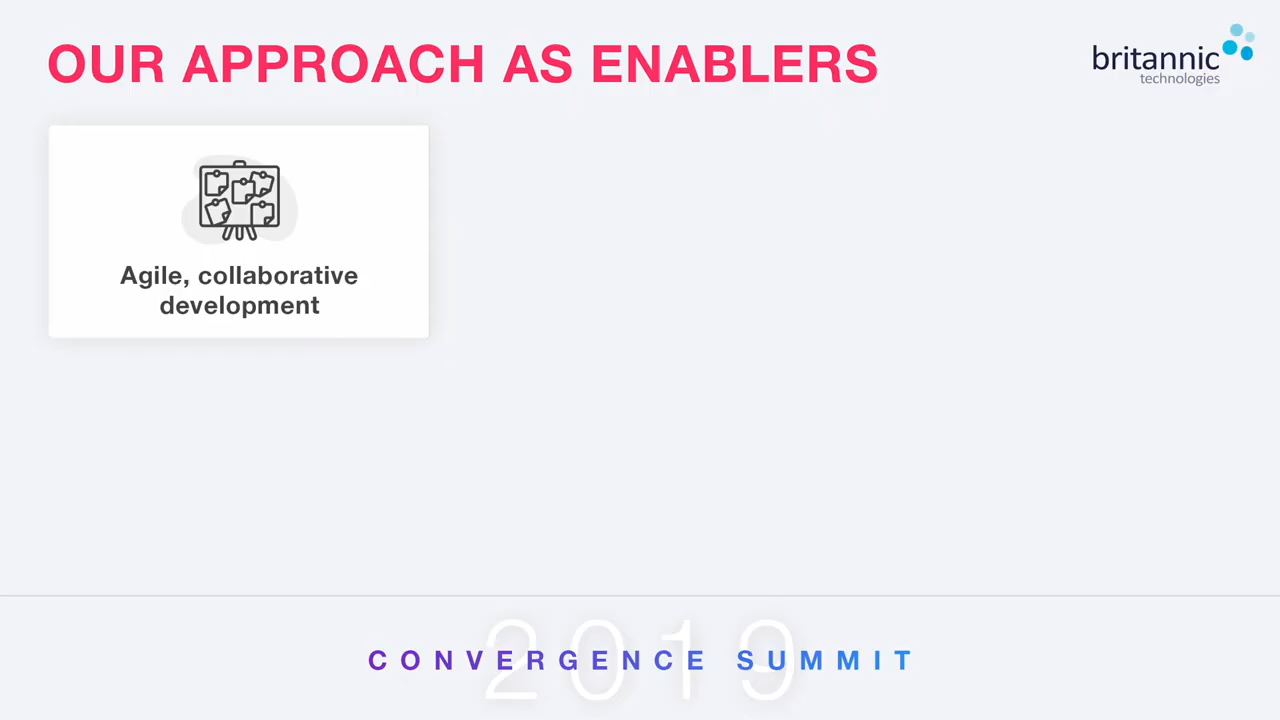 OUR APPROACH AS ENABLERS
britannic
technologies
Agile, collaborative
development
2019
CONVERGENCE SUMMIT